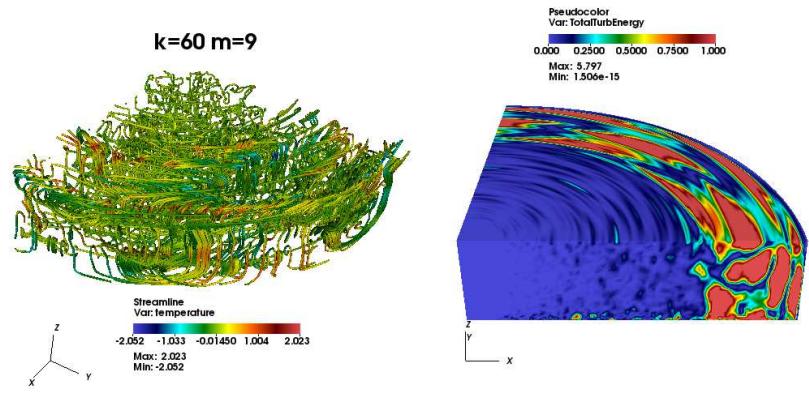 k=60 m=9
Streamline
Var: temperature
-2.052 -1.033 -0.01450 1.004 2.023
Max: 2.023
Min: -2.052
Z
X
Y
Pseudocolor
Var: TotalTurbEnergy
0.000 0.2500 0.5000 0.7500 1.000
Max: 5.797
Min: 1.506e-15
Z
Y
X